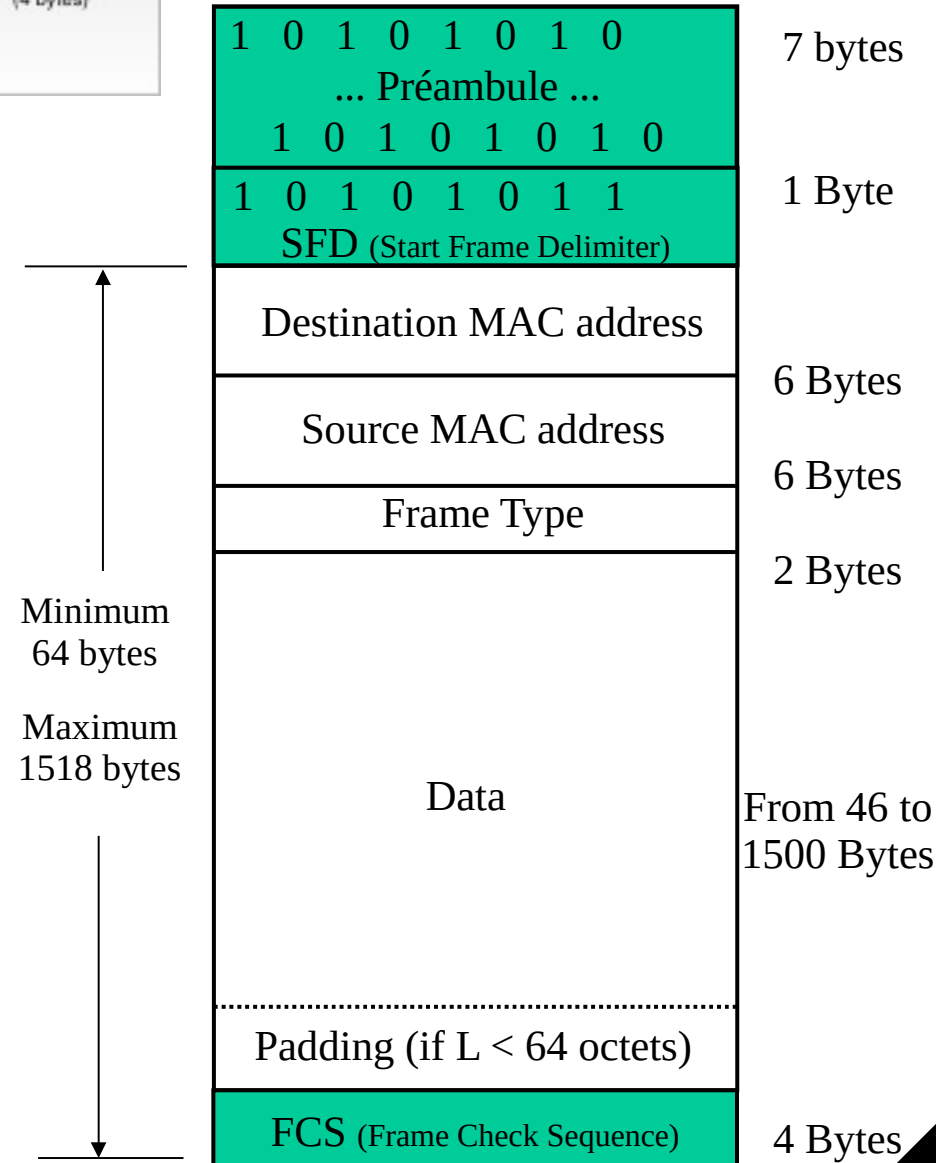 (4 bytes)
1 0 1 0 1 0 1 0
7 bytes
... Préambule ...
1 0 1 0 1 0 1 0
1 0 1 0 1 0 1 1
1 Byte
SFD (Start Frame Delimiter)
Destination MAC address
6 Bytes
Source MAC address
6 Bytes
Frame Type
2 Bytes
Minimum
64 bytes
Maximum
1518 bytes
Data
From 46 to
1500 Bytes
Padding (if L < 64 octets)
FCS (Frame Check Sequence)
4 Bytes